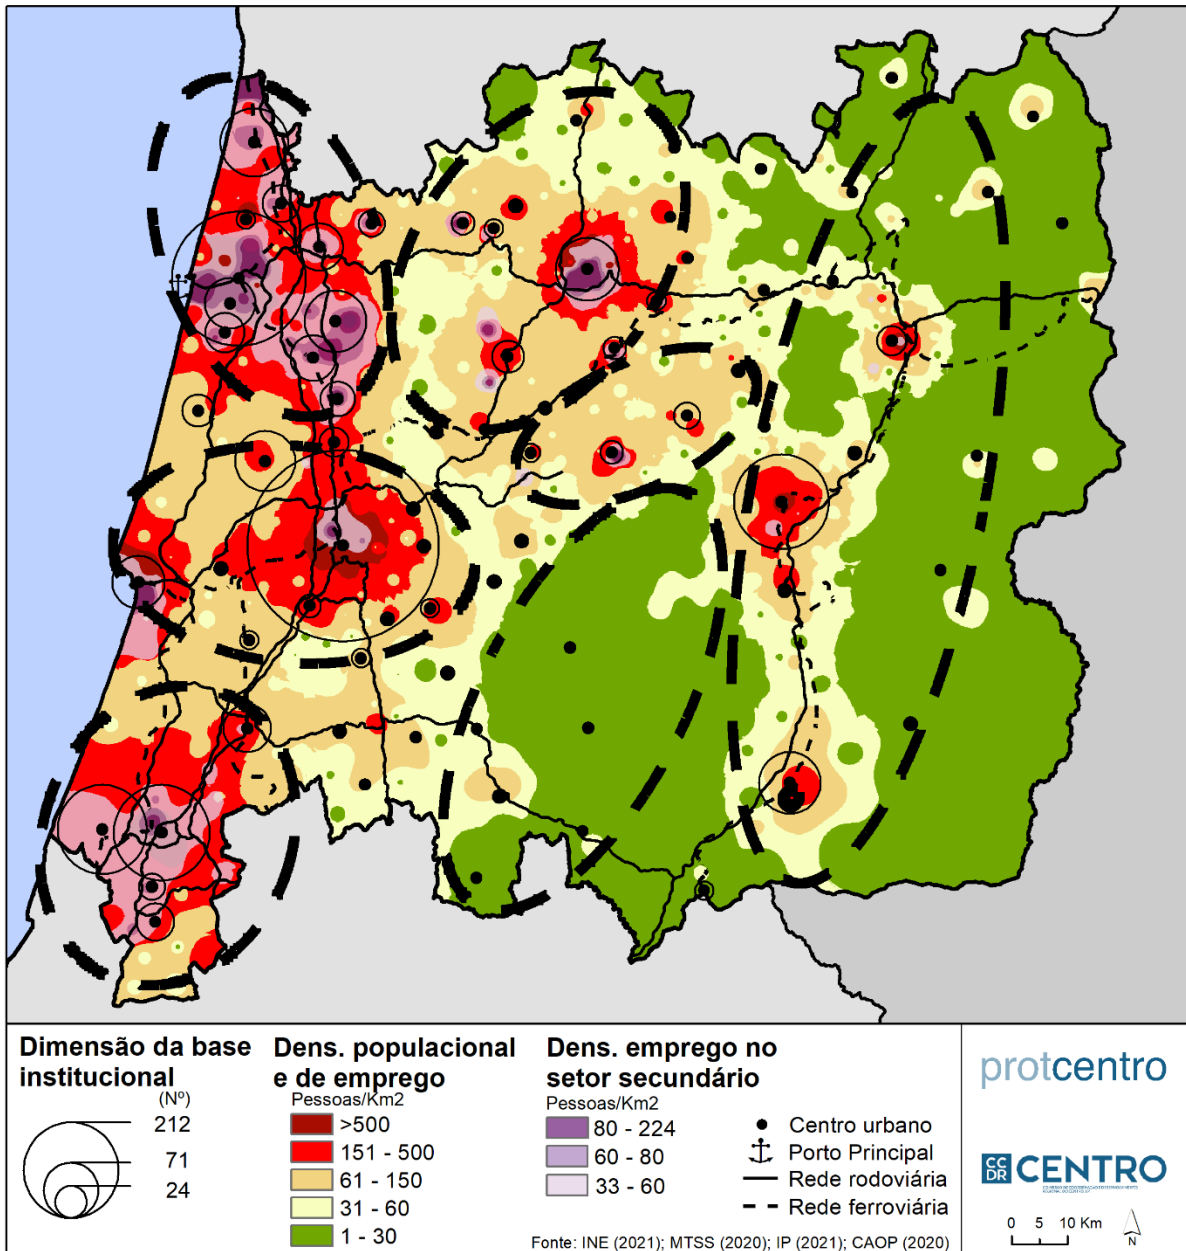 Dimensão da base
institucional
(Nº)
212
71
24
Dens. populacional
e de emprego
Pessoas/Km2
>500
151 - 500
61 - 150
31 - 60
1 - 30
Dens. emprego no
setor secundário
Pessoas/Km2
80 - 224
60 - 80
33 - 60
Centro urbano
Porto Principal
Rede rodoviária
Rede ferroviária
Fonte: INE (2021); MTSS (2020); IP (2021); CAOP (2020)
protcentro
CC
DR CENTRO
0 5 10 Km
N